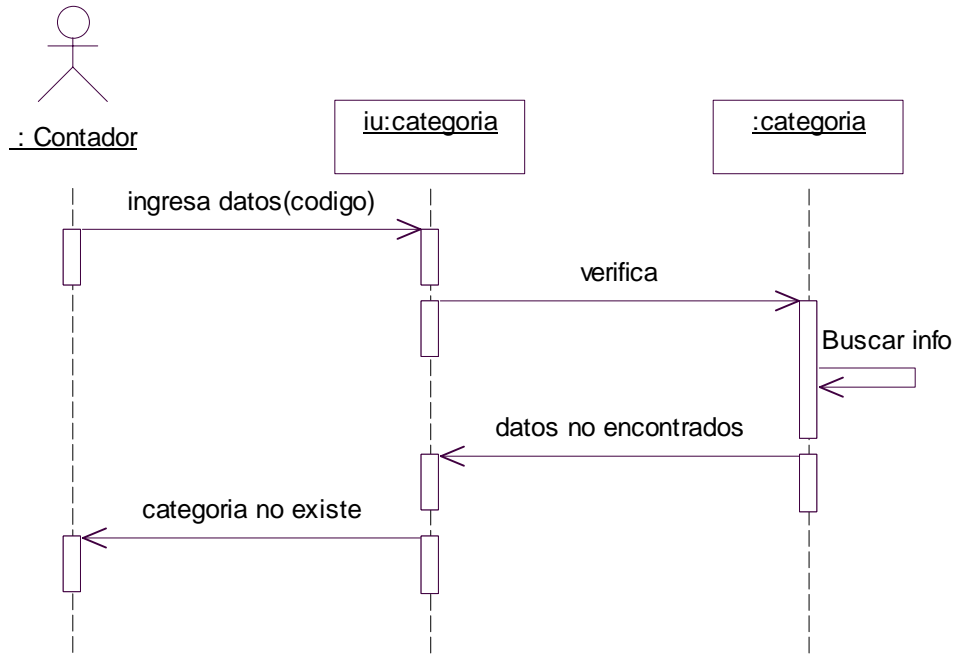 : Contador
iu:categoria
:categoria
ingresa datos(codigo)
verifica
Buscar info
datos no encontrados
categoria no existe